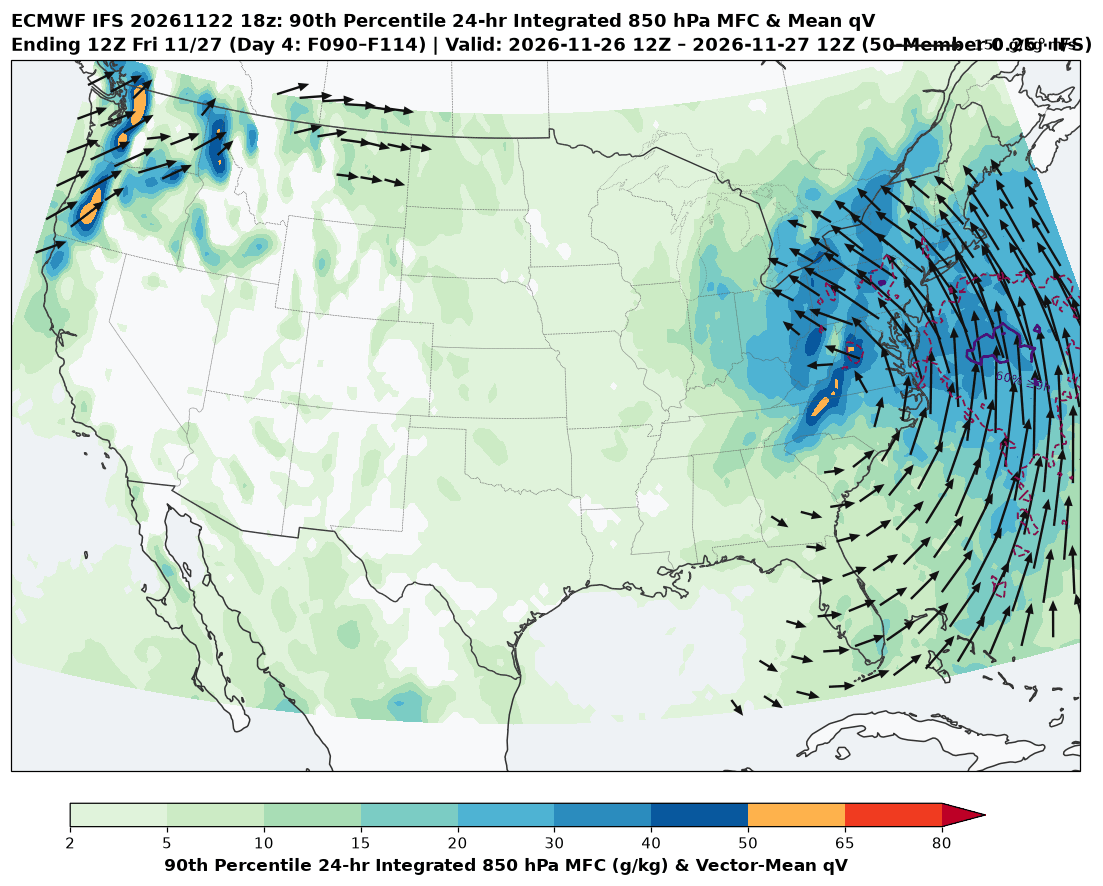 ECMWF IFS 20261122 18z: 90th Percentile 24-hr Integrated 850 hPa MFC & Mean qV
Ending 12Z Fri 11/27 (Day 4: F090–F114) | Valid: 2026-11-26 12Z – 2026-11-27 12Z (50-Member 0.25° IFS)
60%
2 5 10 15 20 30 40 50 65 80
90th Percentile 24-hr Integrated 850 hPa MFC (g/kg) & Vector-Mean qV